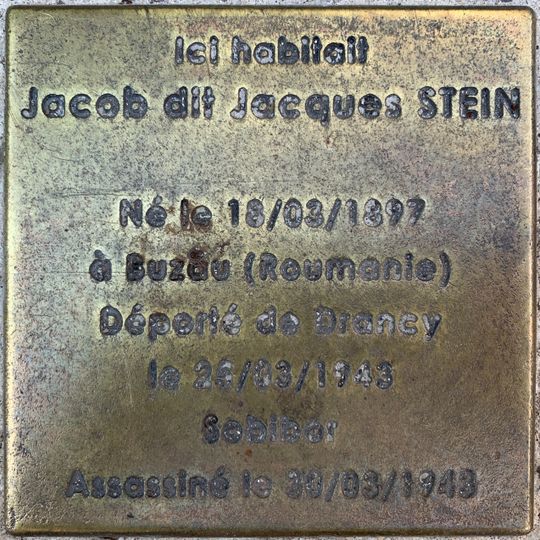 Ici habitait
Jacob dit Jacques STEIN
Né le 18/03/1897
à Buzău (Roumanie)
Déporté de Drancy
le 25/03/1943
Sobibor
Assassiné le 30/03/1943